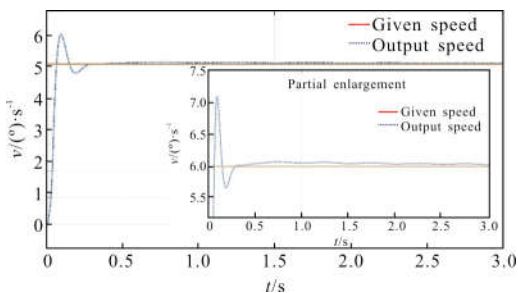 Given speed
Output speed
6
5
4
3
2
1
0
v/(º)·s⁻¹
0
0.5
1.0
1.5
2.0
2.5
3.0
t/s
Partial enlargement
Given speed
Output speed
7.5
7.0
6.5
6.0
5.5
v/(º)·s⁻¹
0
0.5
1.0
1.5
2.0
2.5
3.0
t/s